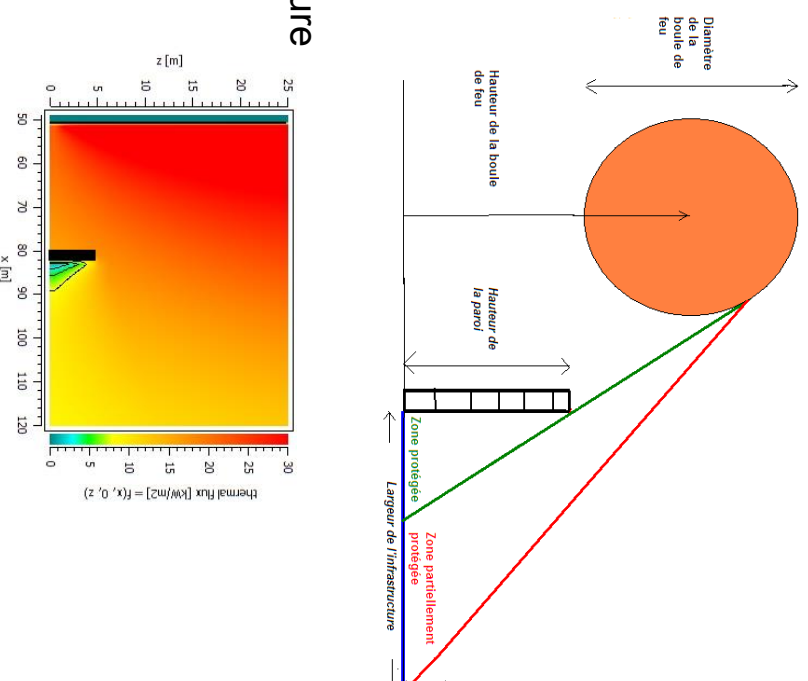 ure
Diamètre
de la
boule de
feu
Hauteur de la boule
de feu
Hauteur de
la paroi
Zone protégée
Zone partiellement
protégée
Largeur de l'infrastructure
z [m]
0 5 10 15 20 25
50 60 70 80 90 100 110 120
x [m]
0 5 10 15 20 25 30
thermal flux [kW/m2] = f(x, 0, z)